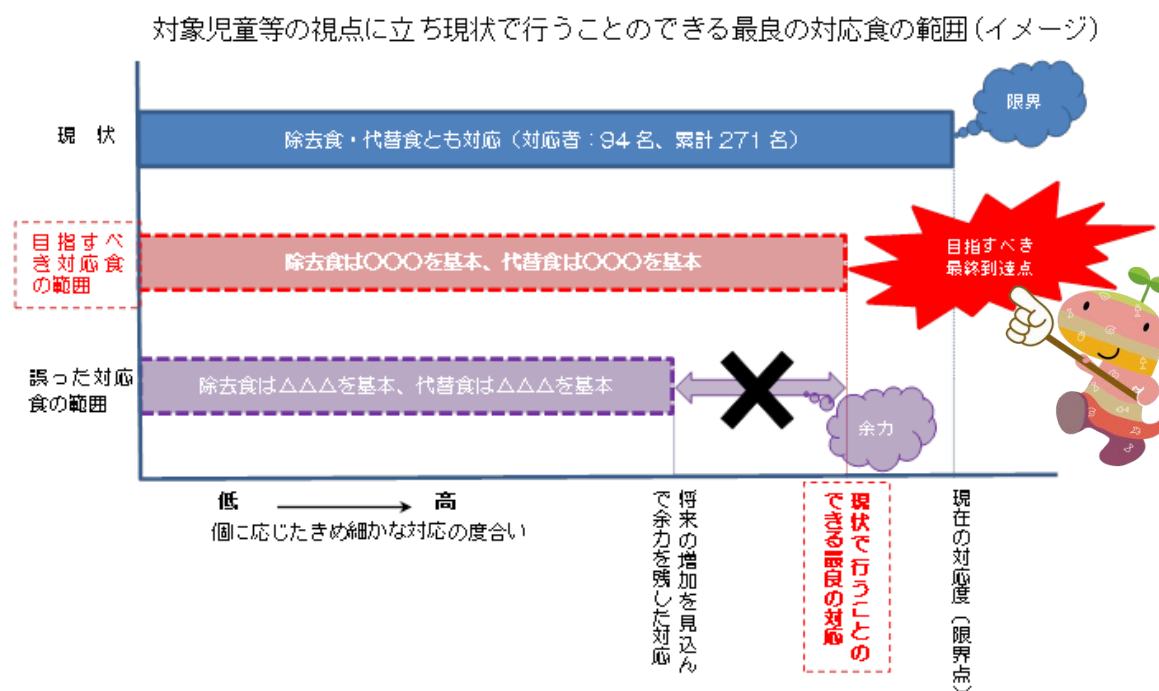 対象児童等の視点に立ち現状で行うことのできる最良の対応食の範囲(イメージ)
限界
現 状
除去食・代替食とも対応（対応者：94名、累計271名）
目指すべ
き対応食
の範囲
除去食は〇〇〇を基本、代替食は〇〇〇を基本
目指すべき
最終到達点
誤った対応
食の範囲
除去食は△△△を基本、代替食は△△△を基本
余力
低
高
個に応じたきめ細かな対応の度合い
将来の増加を見込ん
で余力を残した対応
現状で行うことの
できる最良の対応
現在の対応度（限界点）